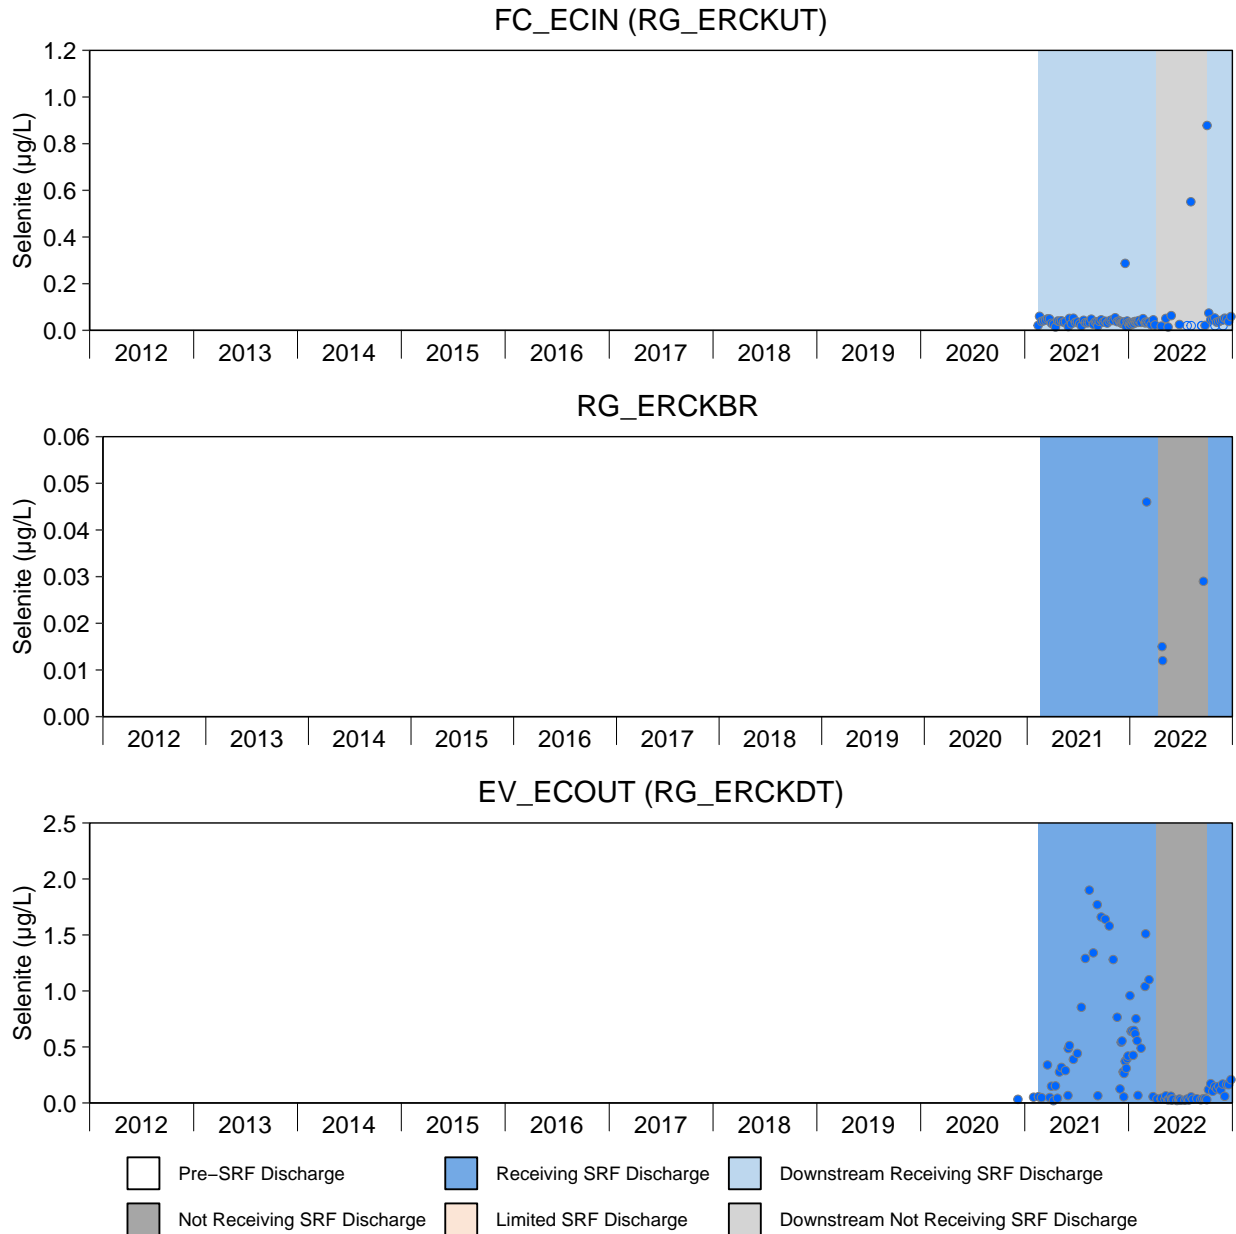 FC_ECIN (RG_ERCKUT)
Selenite (µg/L)
1.2
1.0
0.8
0.6
0.4
0.2
0.0
2012 2013 2014 2015 2016 2017 2018 2019 2020 2021 2022
RG_ERCKBR
Selenite (µg/L)
0.06
0.05
0.04
0.03
0.02
0.01
0.00
2012 2013 2014 2015 2016 2017 2018 2019 2020 2021 2022
EV_ECOUT (RG_ERCKDT)
Selenite (µg/L)
2.5
2.0
1.5
1.0
0.5
0.0
2012 2013 2014 2015 2016 2017 2018 2019 2020 2021 2022
Pre−SRF Discharge Receiving SRF Discharge Downstream Receiving SRF Discharge
Not Receiving SRF Discharge Limited SRF Discharge Downstream Not Receiving SRF Discharge